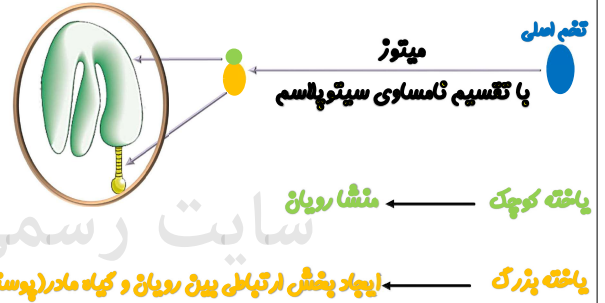 تخم اصلی
میتوز
با تقسیم نامساوی سیتوپلاسم
یاخته کوچک
منشا رویان
سایت رسمی
یاخته بزرگ
ایجاد بخش ارتباطی بین رویان و گیاه مادر(پوست